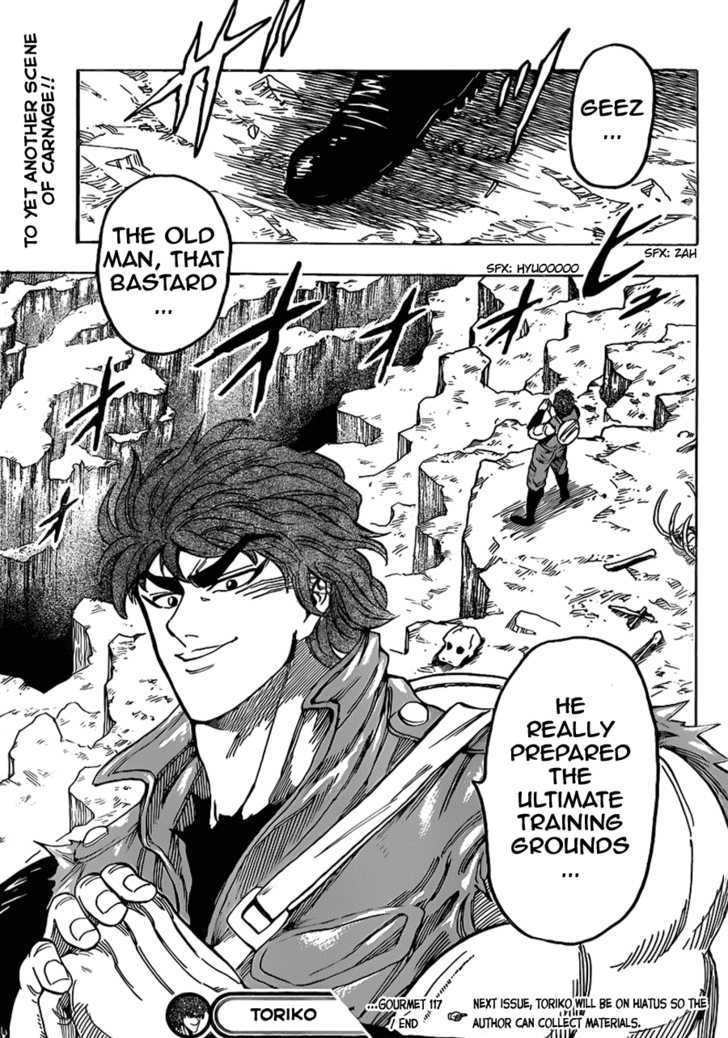 TO YET ANOTHER SCENE
OF CARNAGE!!
GEEZ
...
SFX: ZAH
THE OLD
MAN, THAT
BASTARD
...
SFX: HYUOOOOO
HE
REALLY
PREPARED
THE
ULTIMATE
TRAINING
GROUNDS
...
TORIKO
...GOURMET 117
/ END
☞ NEXT ISSUE, TORIKO WILL BE ON HIATUS SO THE
AUTHOR CAN COLLECT MATERIALS.